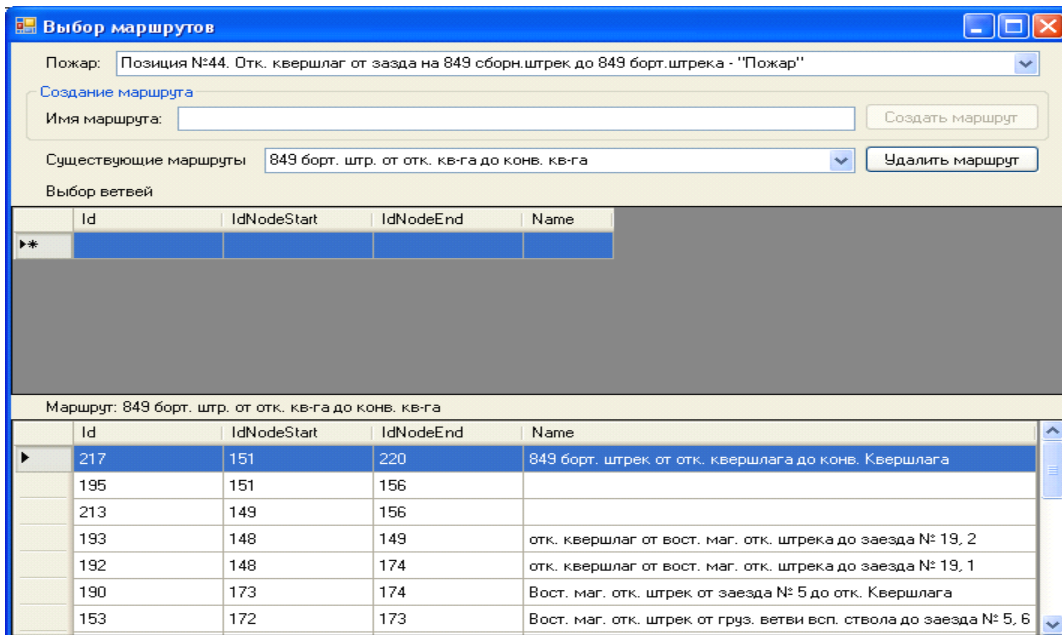 Выбор маршрутов
Пожар: Позиция №44. Отк. квершлаг от зазда на 849 сборн.штрек до 849 борт.штрека - "Пожар"
Создание маршрута
Имя маршрута: Создать маршрут
Существующие маршруты 849 борт. штр. от отк. кв-га до конв. кв-га Удалить маршрут
Выбор ветвей
Id IdNodeStart IdNodeEnd Name
Маршрут: 849 борт. штр. от отк. кв-га до конв. кв-га
Id IdNodeStart IdNodeEnd Name
217 151 220 849 борт. штрек от отк. квершлага до конв. Квершлага
195 151 156
213 149 156
193 148 149 отк. квершлаг от вост. маг. отк. штрека до заезда № 19, 2
192 148 174 отк. квершлаг от вост. маг. отк. штрека до заезда № 19, 1
190 173 174 Вост. маг. отк. штрек от заезда № 5 до отк. Квершлага
153 172 173 Вост. маг. отк. штрек от груз. ветви всп. ствола до заезда № 5, 6